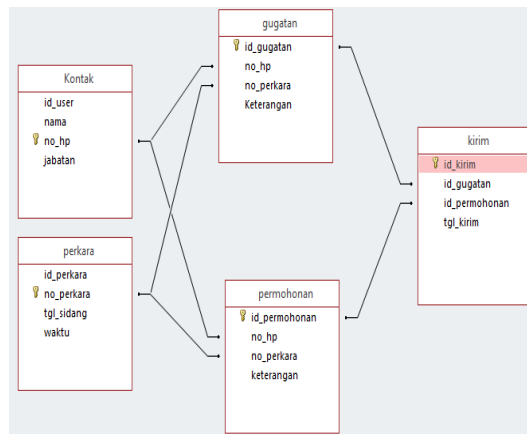 gugatan
id_gugatan
no_hp
no_perkara
Keterangan
Kontak
id_user
nama
no_hp
jabatan
kirim
id_kirim
id_gugatan
id_permohonan
tgl_kirim
perkara
id_perkara
no_perkara
tgl_sidang
waktu
permohonan
id_permohonan
no_hp
no_perkara
keterangan